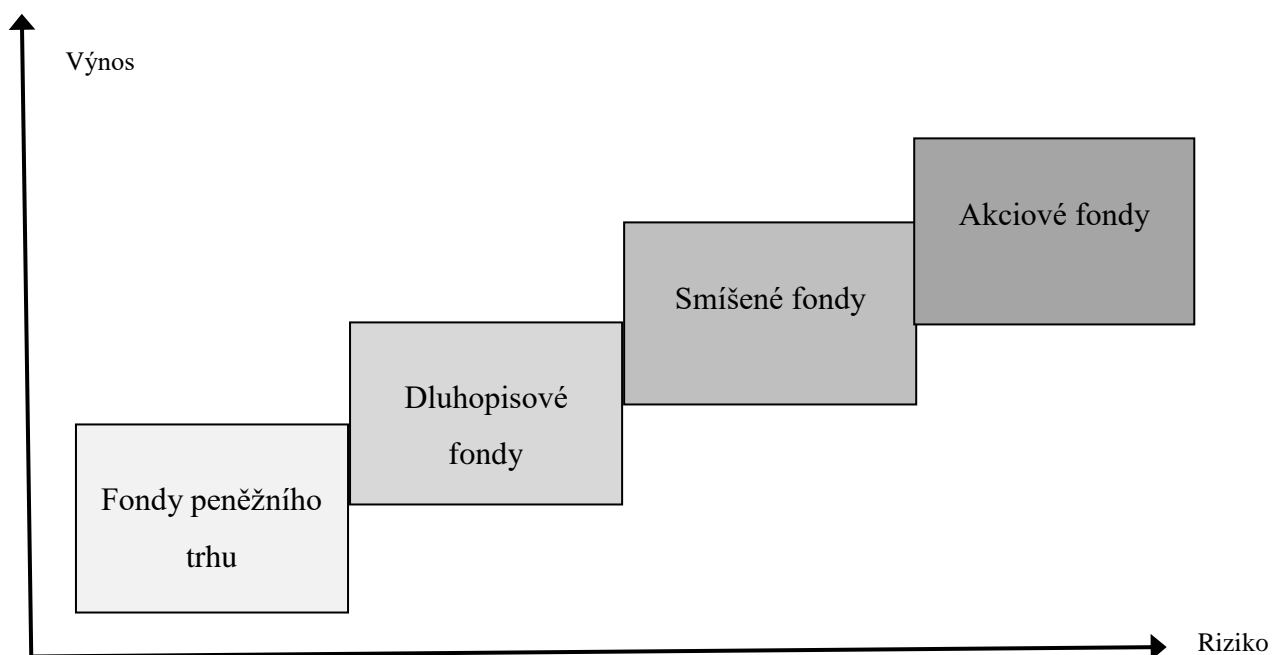 Výnos
Akciové fondy
Smíšené fondy
Dluhopisové
fondy
Fondy peněžního
trhu
Riziko